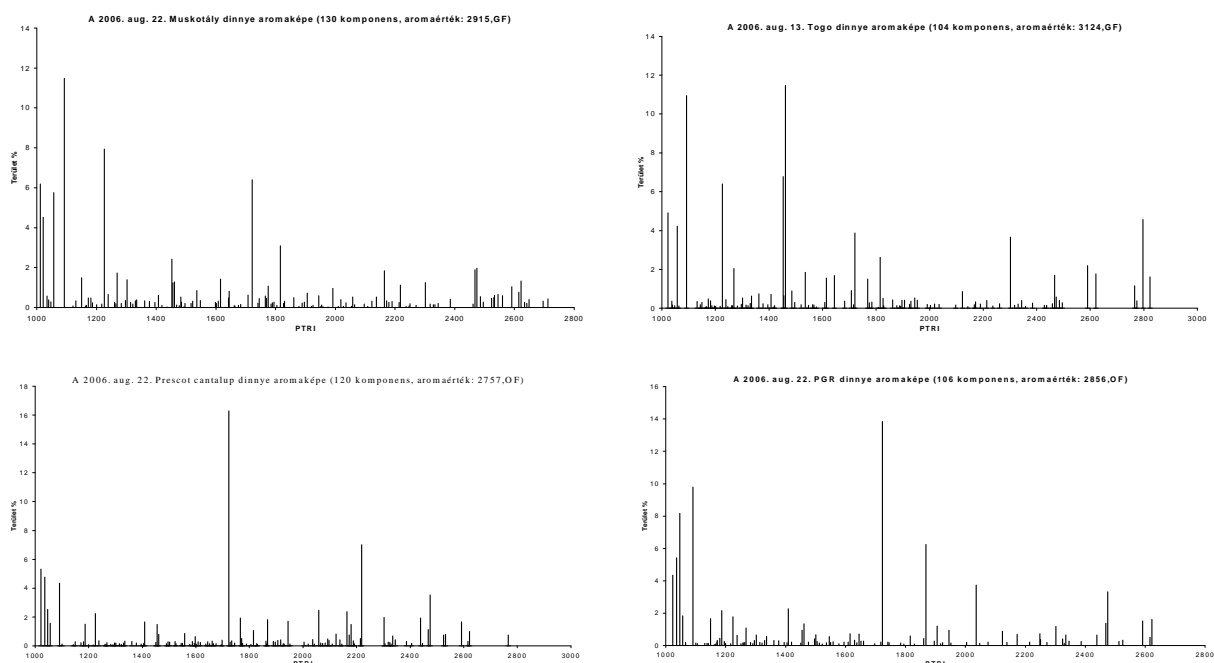 A 2006. aug. 22. Muskotály dinnye aromaképe (130 komponens, aromaérték: 2915,GF)
14
12
10
8
6
4
2
0
Terület %
1000 1200 1400 1600 1800 2000 2200 2400 2600 2800
PTRI
A 2006. aug. 13. Togo dinnye aromaképe (104 komponens, aromaérték: 3124,GF)
14
12
10
8
6
4
2
0
Terület %
1000 1200 1400 1600 1800 2000 2200 2400 2600 2800 3000
PTRI
A 2006. aug. 22. Prescot cantalup dinnye aromaképe (120 komponens, aromaérték: 2757,OF)
18
16
14
12
10
8
6
4
2
0
Terület %
1000 1200 1400 1600 1800 2000 2200 2400 2600 2800 3000
PTRI
A 2006. aug. 22. PGR dinnye aromaképe (106 komponens, aromaérték: 2856,OF)
16
14
12
10
8
6
4
2
0
Terület %
1000 1200 1400 1600 1800 2000 2200 2400 2600 2800
PTRI